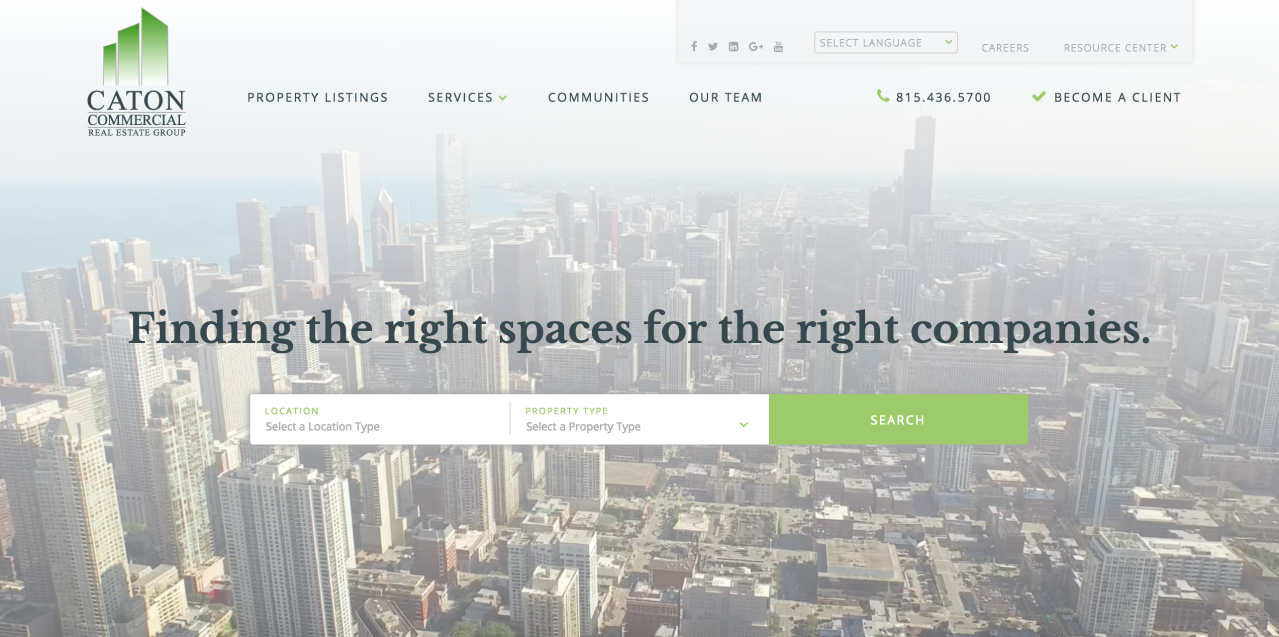 SELECT LANGUAGE
CAREERS
RESOURCE CENTER
CATON
COMMERCIAL
REAL ESTATE GROUP
PROPERTY LISTINGS
SERVICES
COMMUNITIES
OUR TEAM
815.436.5700
BECOME A CLIENT
Finding the right spaces for the right companies.
LOCATION
Select a Location Type
PROPERTY TYPE
Select a Property Type
SEARCH